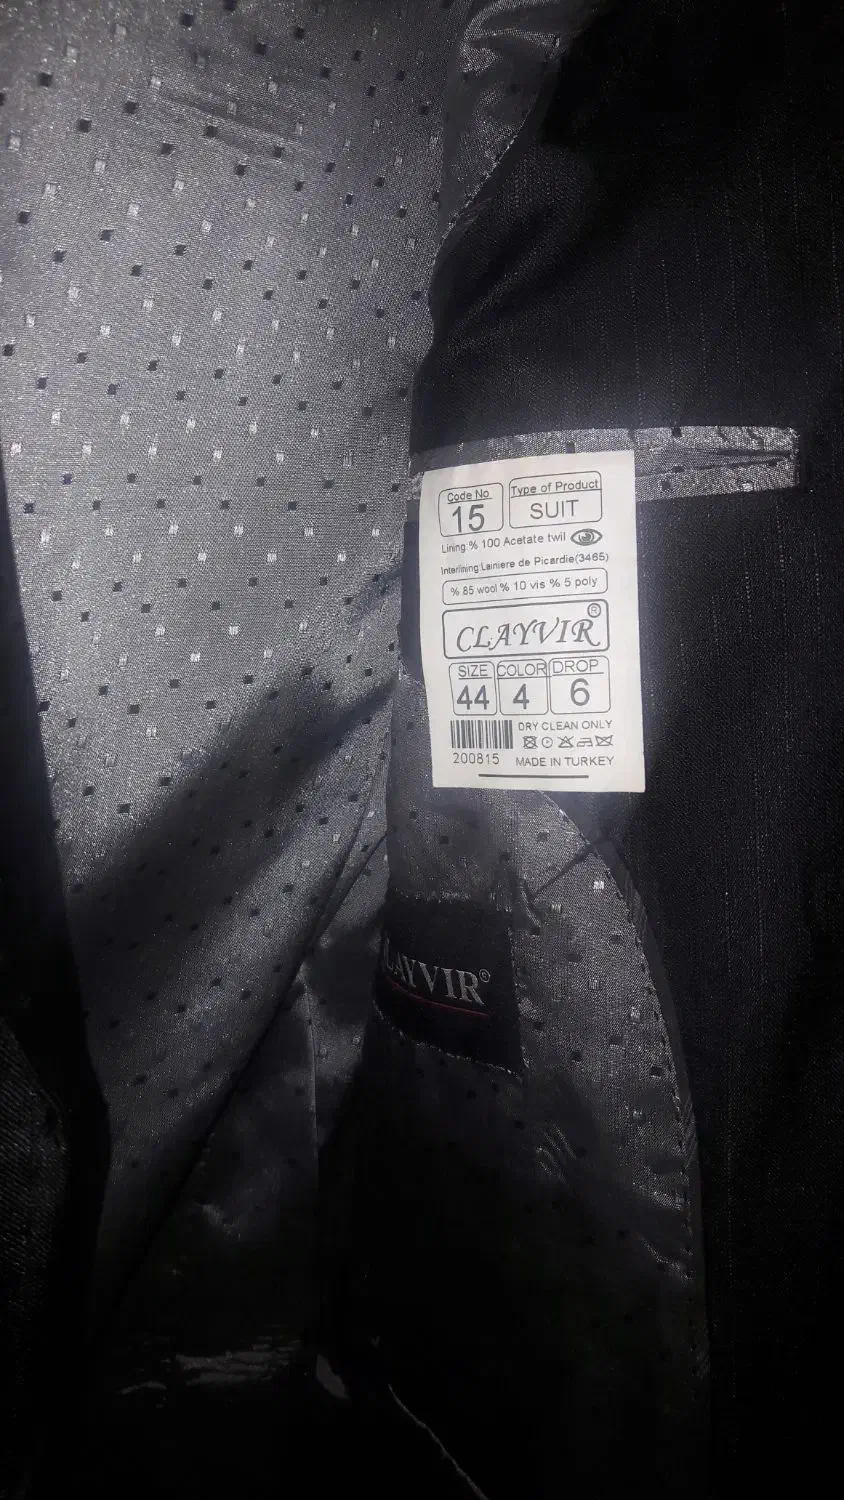 Code No
15
Type of Product
SUIT
Lining:% 100 Acetate twil
Interlining:Lainiere de Picardie(3465)
% 85 wool % 10 vis % 5 poly
CLAYVIR®
SIZE COLOR DROP
44 4 6
DRY CLEAN ONLY
200815 MADE IN TURKEY
CLAYVIR®